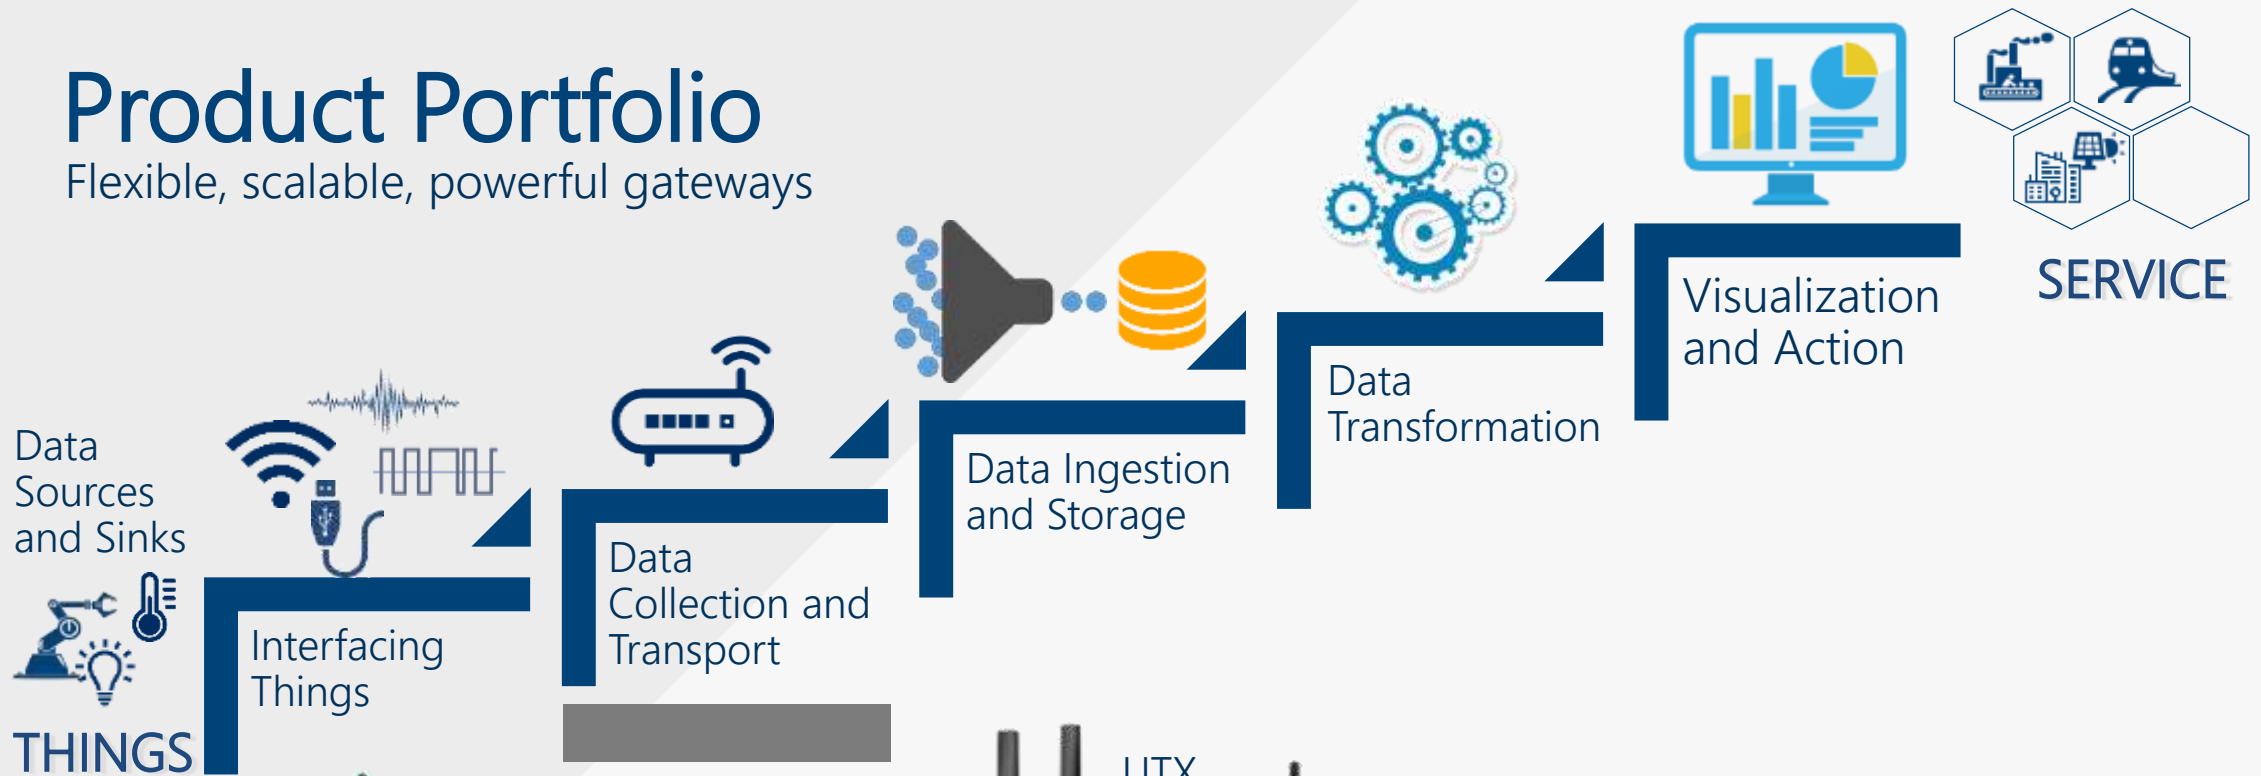 Product Portfolio
Flexible, scalable, powerful gateways
SERVICE
Visualization
and Action
Data
Transformation
Data Ingestion
and Storage
Data
Collection and
Transport
Interfacing
Things
Data
Sources
and Sinks
THINGS
UTX